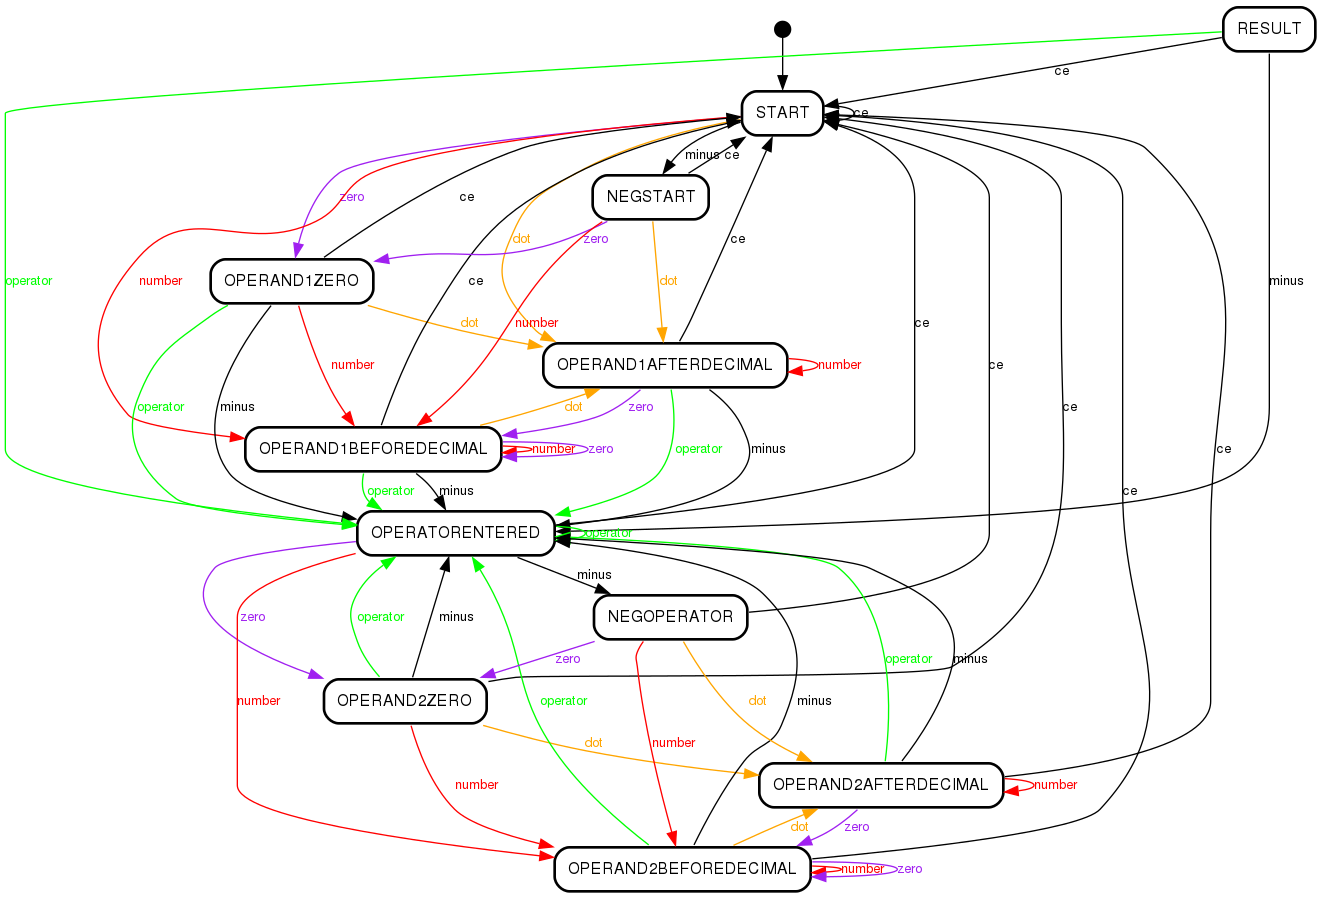 RESULT
ce
START
ce
minus
ce
NEGSTART
zero
ce
dot
zero
ce
operator
number
OPERAND1ZERO
ce
dot
minus
dot
number
ce
number
OPERAND1AFTERDECIMAL
number
ce
operator
minus
dot
zero
ce
OPERAND1BEFOREDECIMAL
number
zero
operator
minus
ce
operator
minus
ce
OPERATORENTERED
operator
minus
zero
operator
minus
NEGOPERATOR
zero
operator
minus
number
OPERAND2ZERO
operator
dot
minus
dot
number
number
OPERAND2AFTERDECIMAL
number
dot
zero
OPERAND2BEFOREDECIMAL
number
zero